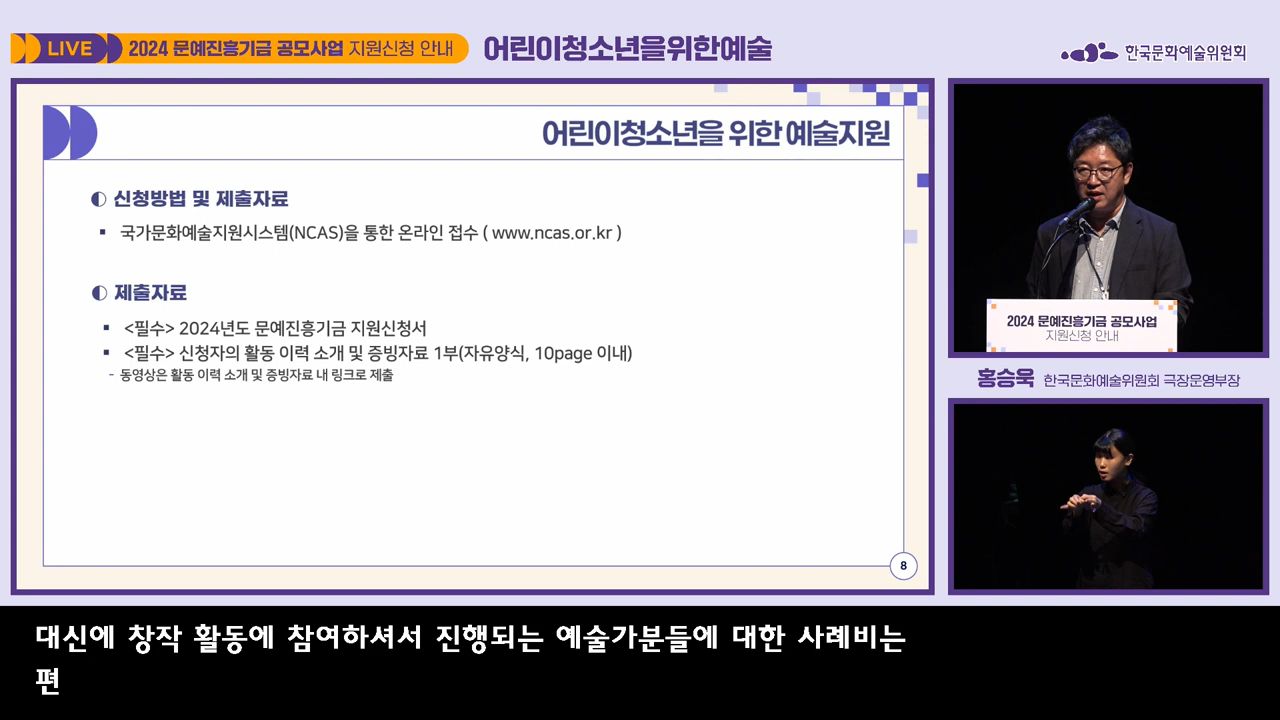 LIVE 2024 문예진흥기금 공모사업 지원신청 안내 어린이청소년을위한예술
한국문화예술위원회
어린이청소년을 위한 예술지원
신청방법 및 제출자료
국가문화예술지원시스템(NCAS)을 통한 온라인 접수 ( www.ncas.or.kr )
제출자료
<필수> 2024년도 문예진흥기금 지원신청서
<필수> 신청자의 활동 이력 소개 및 증빙자료 1부(자유양식, 10page 이내)
- 동영상은 활동 이력 소개 및 증빙자료 내 링크로 제출
8
2024 문예진흥기금 공모사업
지원신청 안내
홍승욱 한국문화예술위원회 극장운영부장
대신에 창작 활동에 참여하셔서 진행되는 예술가분들에 대한 사례비는
편